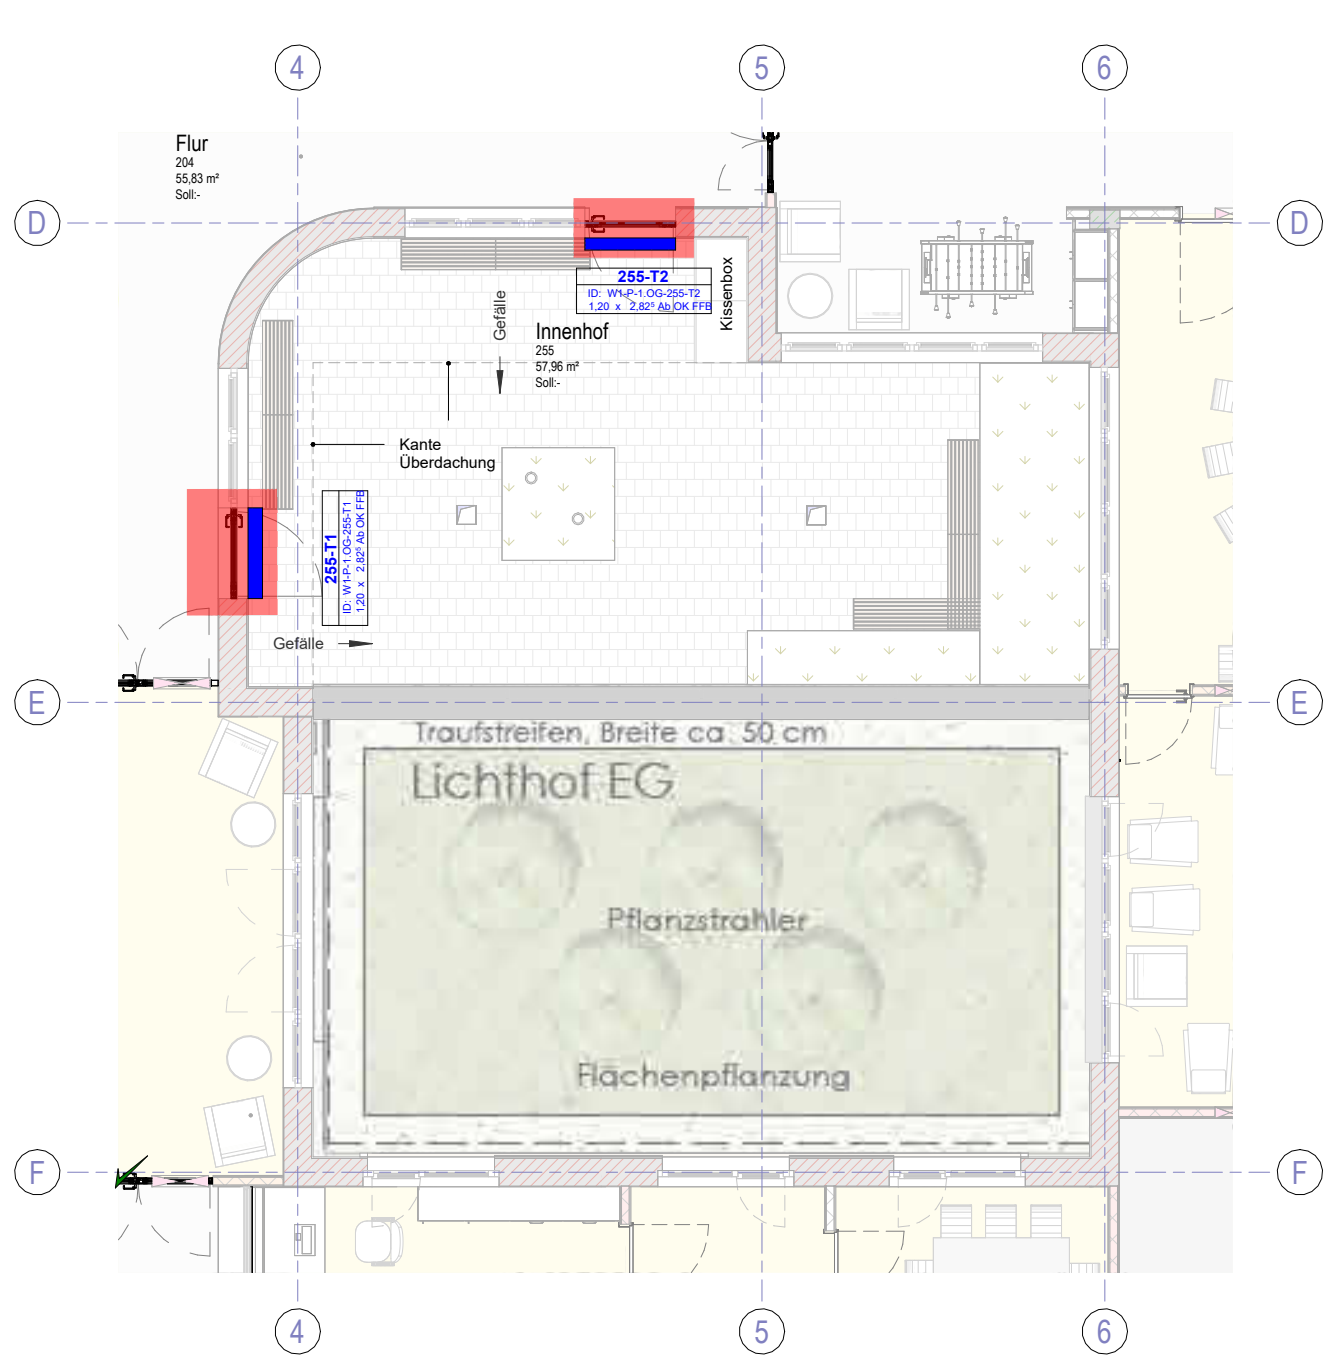 4
5
6
Flur
204
55,83 m²
Soll:-
D
D
255-T2
ID: W1-P-1.OG-255-T2
1,20 x 2,82⁵ Ab OK FFB
Kissenbox
Gefälle
Innenhof
255
57,96 m²
Soll:-
Kante
Überdachung
255-T1
ID: W1-P-1.OG-255-T1
1,20 x 2,82⁵ Ab OK FFB
Gefälle
E
E
Traufstreifen, Breite ca. 50 cm
Lichthof EG
Pflanzstrahler
Flächenpflanzung
F
F
4
5
6